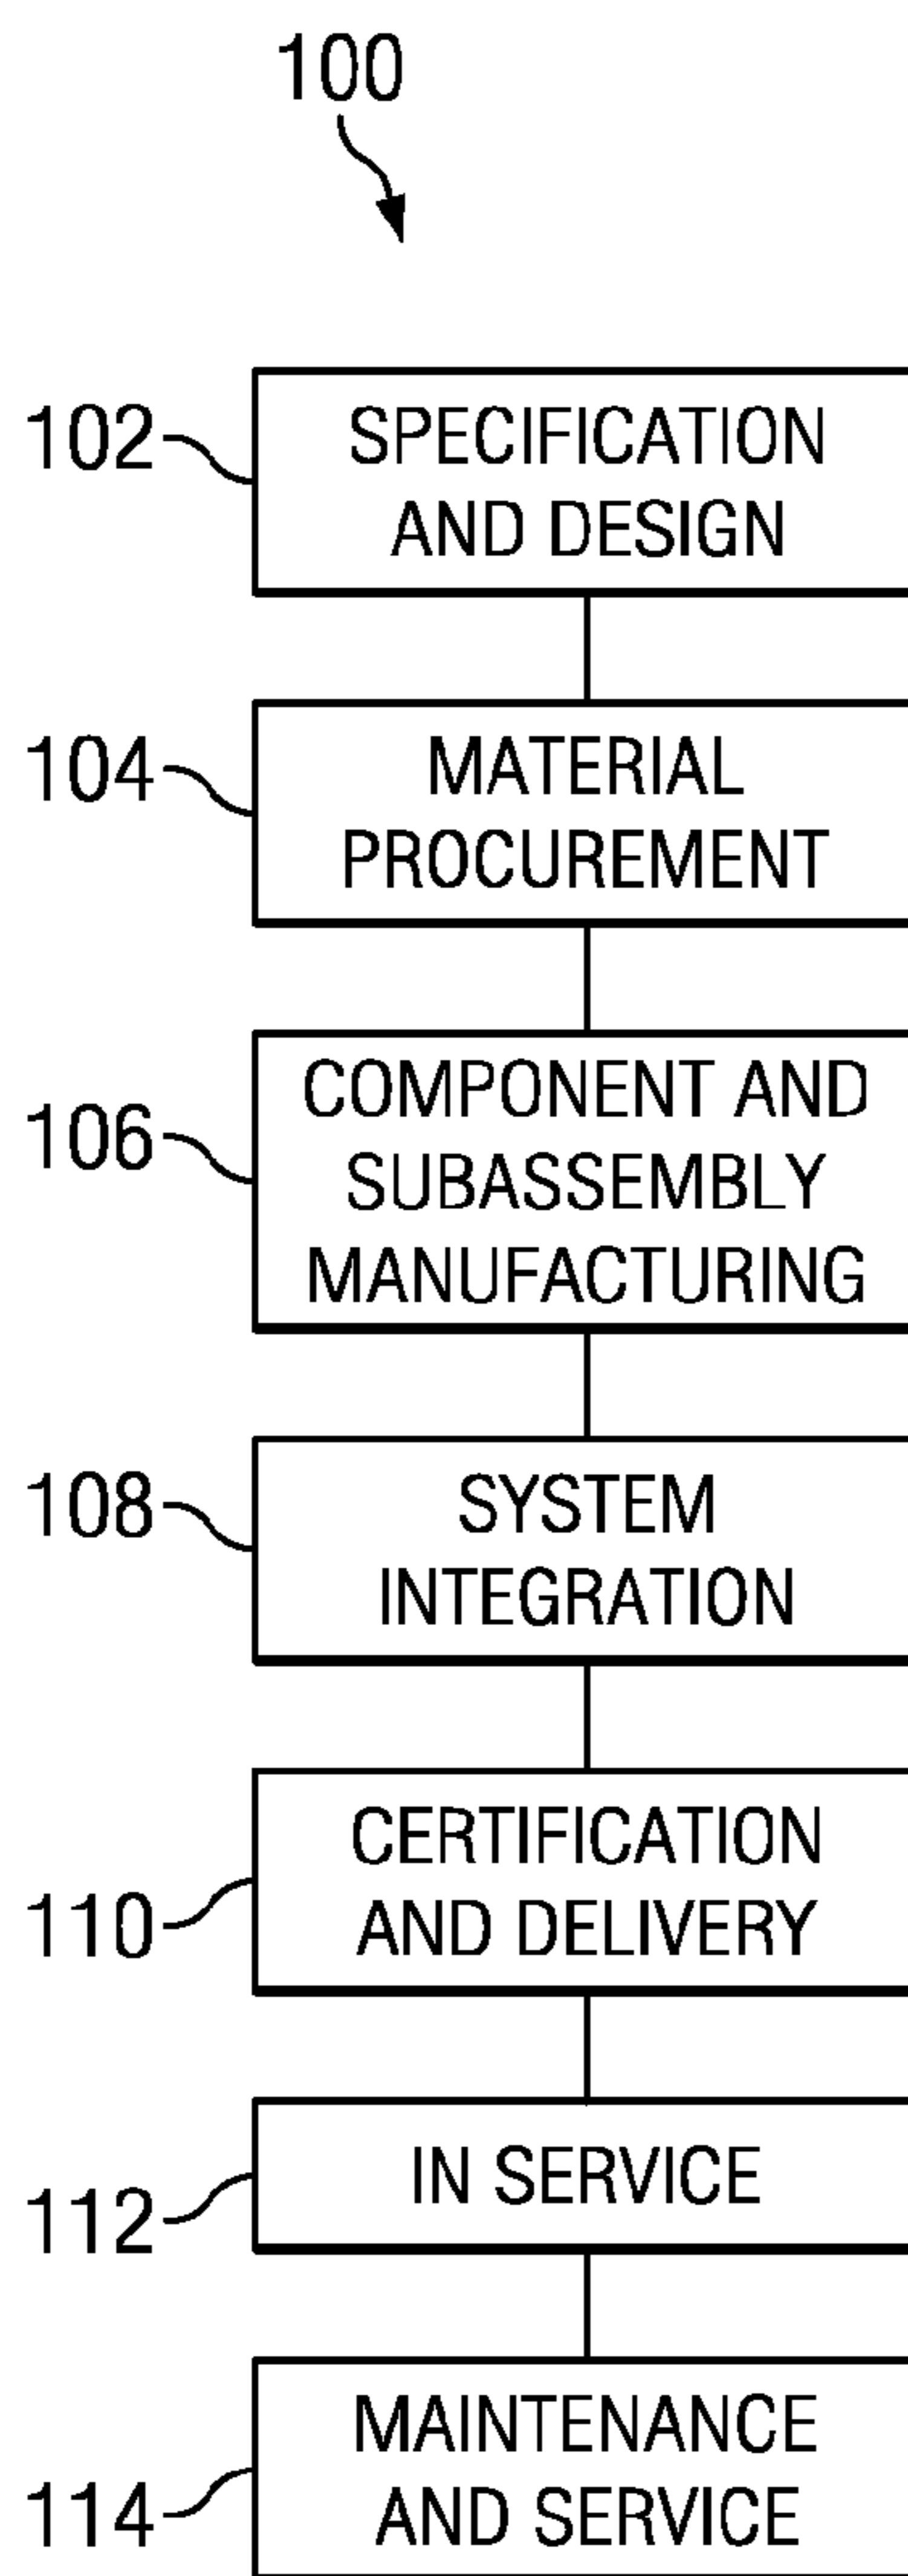 100
102
SPECIFICATION
AND DESIGN
104
MATERIAL
PROCUREMENT
106
COMPONENT AND
SUBASSEMBLY
MANUFACTURING
108
SYSTEM
INTEGRATION
110
CERTIFICATION
AND DELIVERY
112
IN SERVICE
114
MAINTENANCE
AND SERVICE